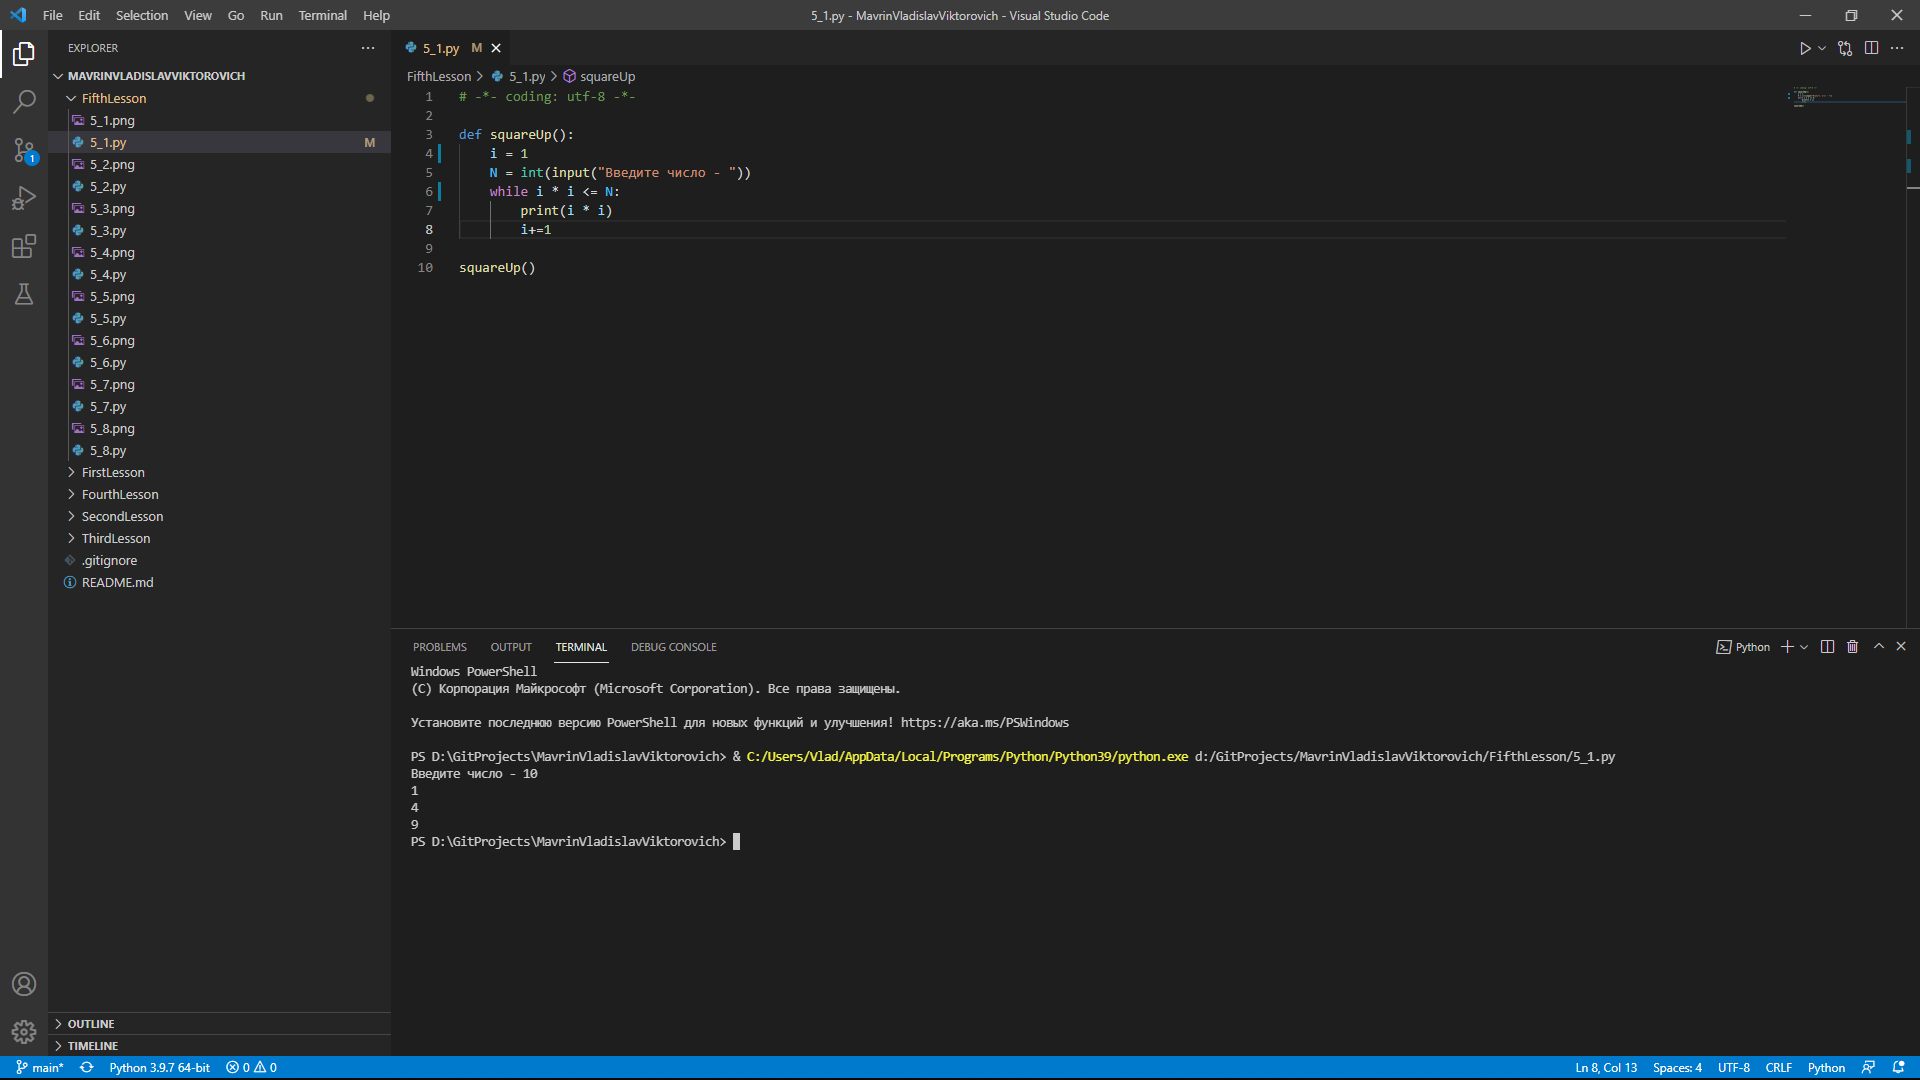 File Edit Selection View Go Run Terminal Help
5_1.py - MavrinVladislavViktorovich - Visual Studio Code
EXPLORER
MAVRINVLADISLAVVIKTOROVICH
FifthLesson
5_1.png
5_1.py M
5_2.png
5_2.py
5_3.png
5_3.py
5_4.png
5_4.py
5_5.png
5_5.py
5_6.png
5_6.py
5_7.png
5_7.py
5_8.png
5_8.py
FirstLesson
FourthLesson
SecondLesson
ThirdLesson
.gitignore
README.md
OUTLINE
TIMELINE
1
5_1.py M
FifthLesson > 5_1.py > squareUp
1 # -*- coding: utf-8 -*-
2
3 def squareUp():
4     i = 1
5     N = int(input("Введите число - "))
6     while i * i <= N:
7         print(i * i)
8         i+=1
9
10 squareUp()
PROBLEMS OUTPUT TERMINAL DEBUG CONSOLE
Python
Windows PowerShell
(C) Корпорация Майкрософт (Microsoft Corporation). Все права защищены.
Установите последнюю версию PowerShell для новых функций и улучшения! https://aka.ms/PSWindows
PS D:\GitProjects\MavrinVladislavViktorovich> & C:/Users/Vlad/AppData/Local/Programs/Python/Python39/python.exe d:/GitProjects/MavrinVladislavViktorovich/FifthLesson/5_1.py
Введите число - 10
1
4
9
PS D:\GitProjects\MavrinVladislavViktorovich>
main* Python 3.9.7 64-bit 0 0
Ln 8, Col 13 Spaces: 4 UTF-8 CRLF Python